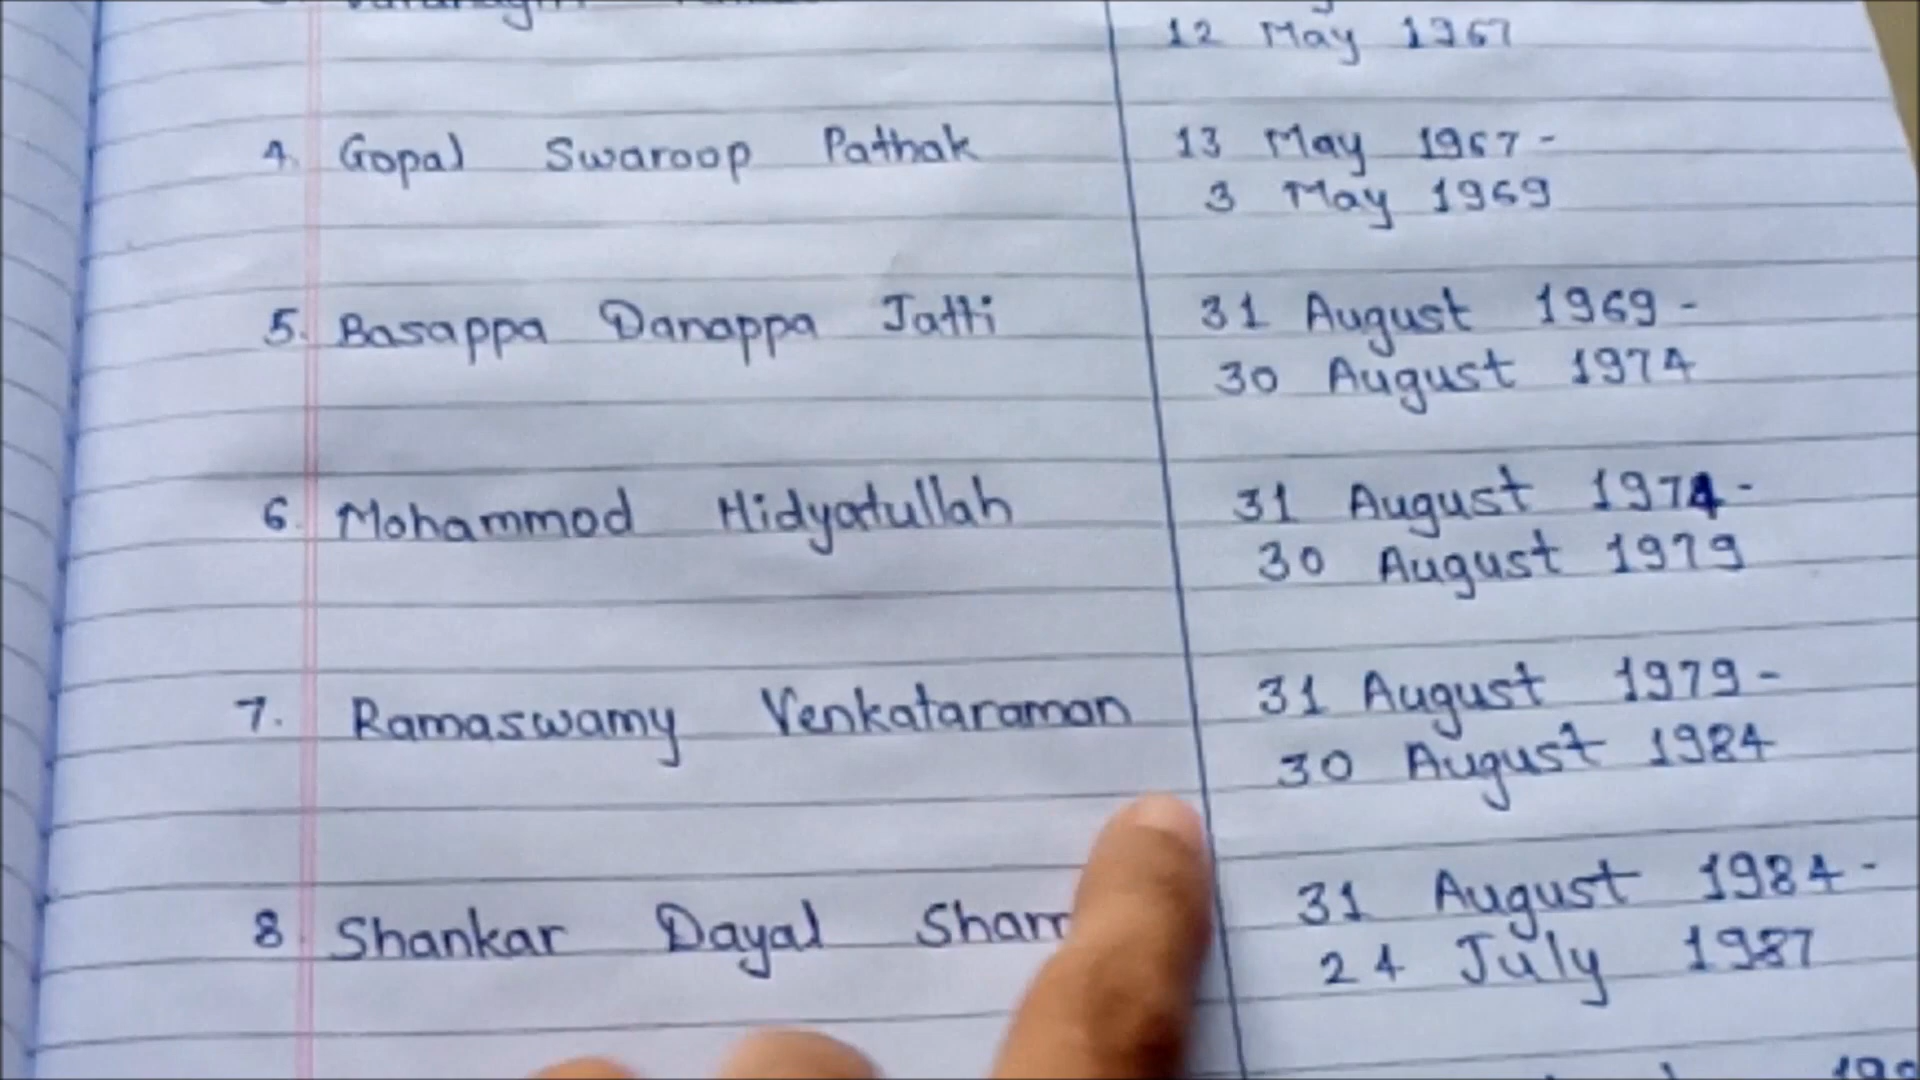 12 May 1967
4. Gopal Swaroop Pathak 13 May 1967 -
3 May 1969
5. Basappa Danappa Jatti 31 August 1969 -
30 August 1974
6. Mohammod Hidyatullah 31 August 1974 -
30 August 1979
7. Ramaswamy Venkataraman 31 August 1979 -
30 August 1984
8 Shankar Dayal Sharm 31 August 1984 -
24 July 1987